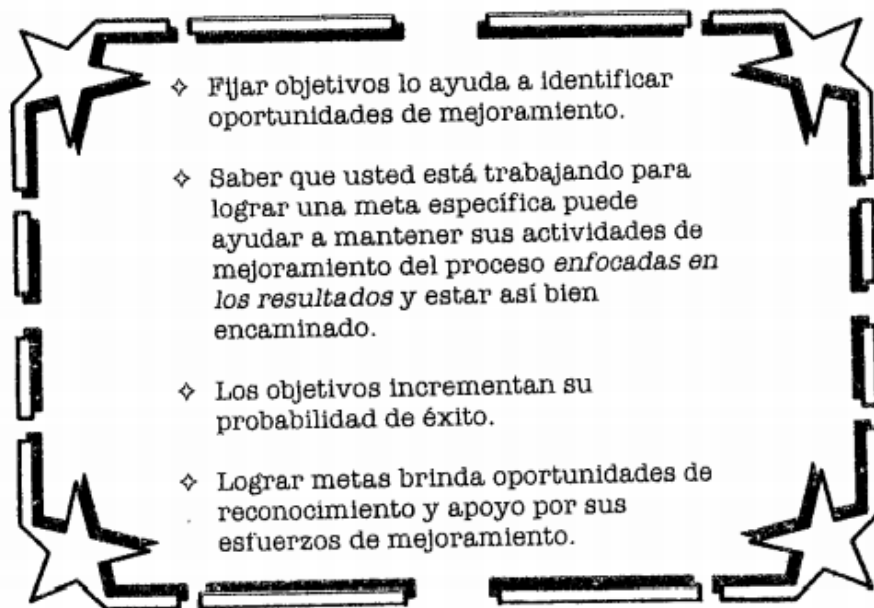 ✧ Fijar objetivos lo ayuda a identificar
oportunidades de mejoramiento.
✧ Saber que usted está trabajando para
lograr una meta específica puede
ayudar a mantener sus actividades de
mejoramiento del proceso enfocadas en
los resultados y estar así bien
encaminado.
✧ Los objetivos incrementan su
probabilidad de éxito.
✧ Lograr metas brinda oportunidades de
reconocimiento y apoyo por sus
esfuerzos de mejoramiento.